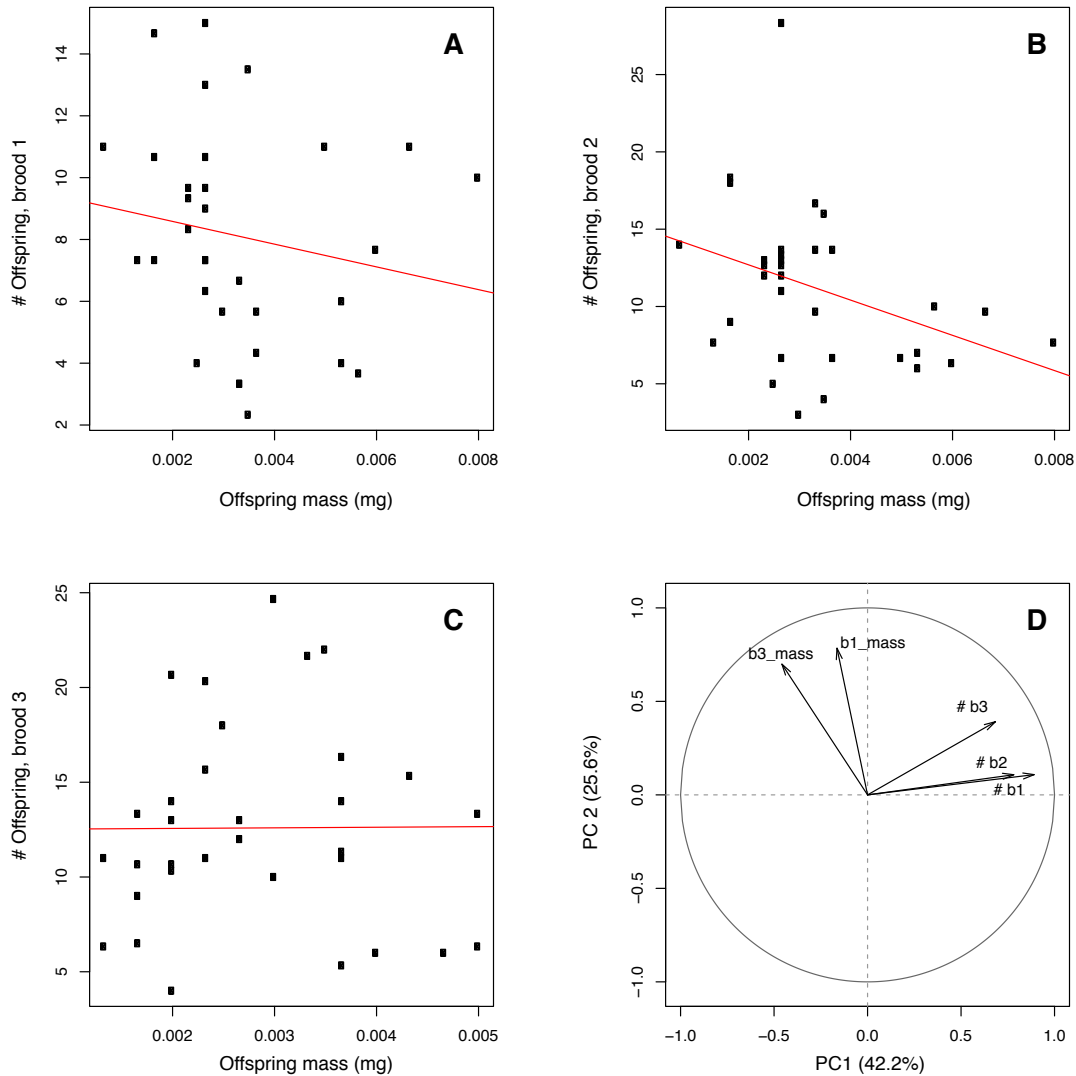 A
# Offspring, brood 1
14
12
10
8
6
4
2
0.002 0.004 0.006 0.008
Offspring mass (mg)
B
# Offspring, brood 2
25
20
15
10
5
0.002 0.004 0.006 0.008
Offspring mass (mg)
C
# Offspring, brood 3
25
20
15
10
5
0.002 0.003 0.004 0.005
Offspring mass (mg)
D
PC 2 (25.6%)
1.0
0.5
0.0
−0.5
−1.0
b3_mass
b1_mass
# b3
# b2
# b1
−1.0 −0.5 0.0 0.5 1.0
PC1 (42.2%)